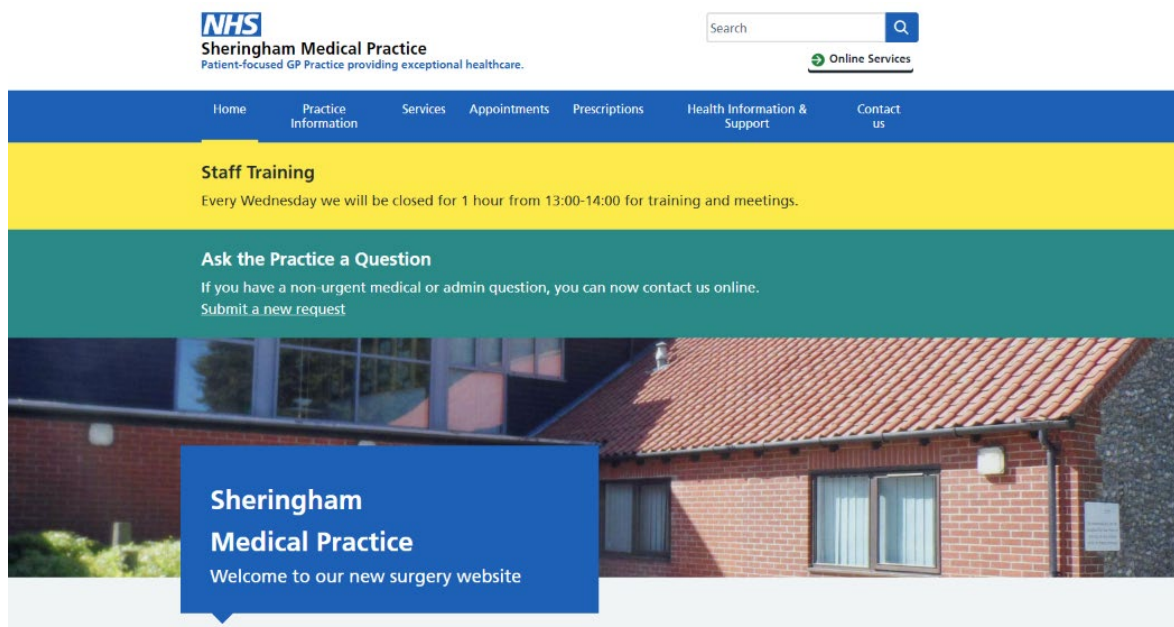 NHS
Sheringham Medical Practice
Patient-focused GP Practice providing exceptional healthcare.
Search
Online Services
Home
Practice
Information
Services
Appointments
Prescriptions
Health Information &
Support
Contact
us
Staff Training
Every Wednesday we will be closed for 1 hour from 13:00-14:00 for training and meetings.
Ask the Practice a Question
If you have a non-urgent medical or admin question, you can now contact us online.
Submit a new request
Sheringham
Medical Practice
Welcome to our new surgery website